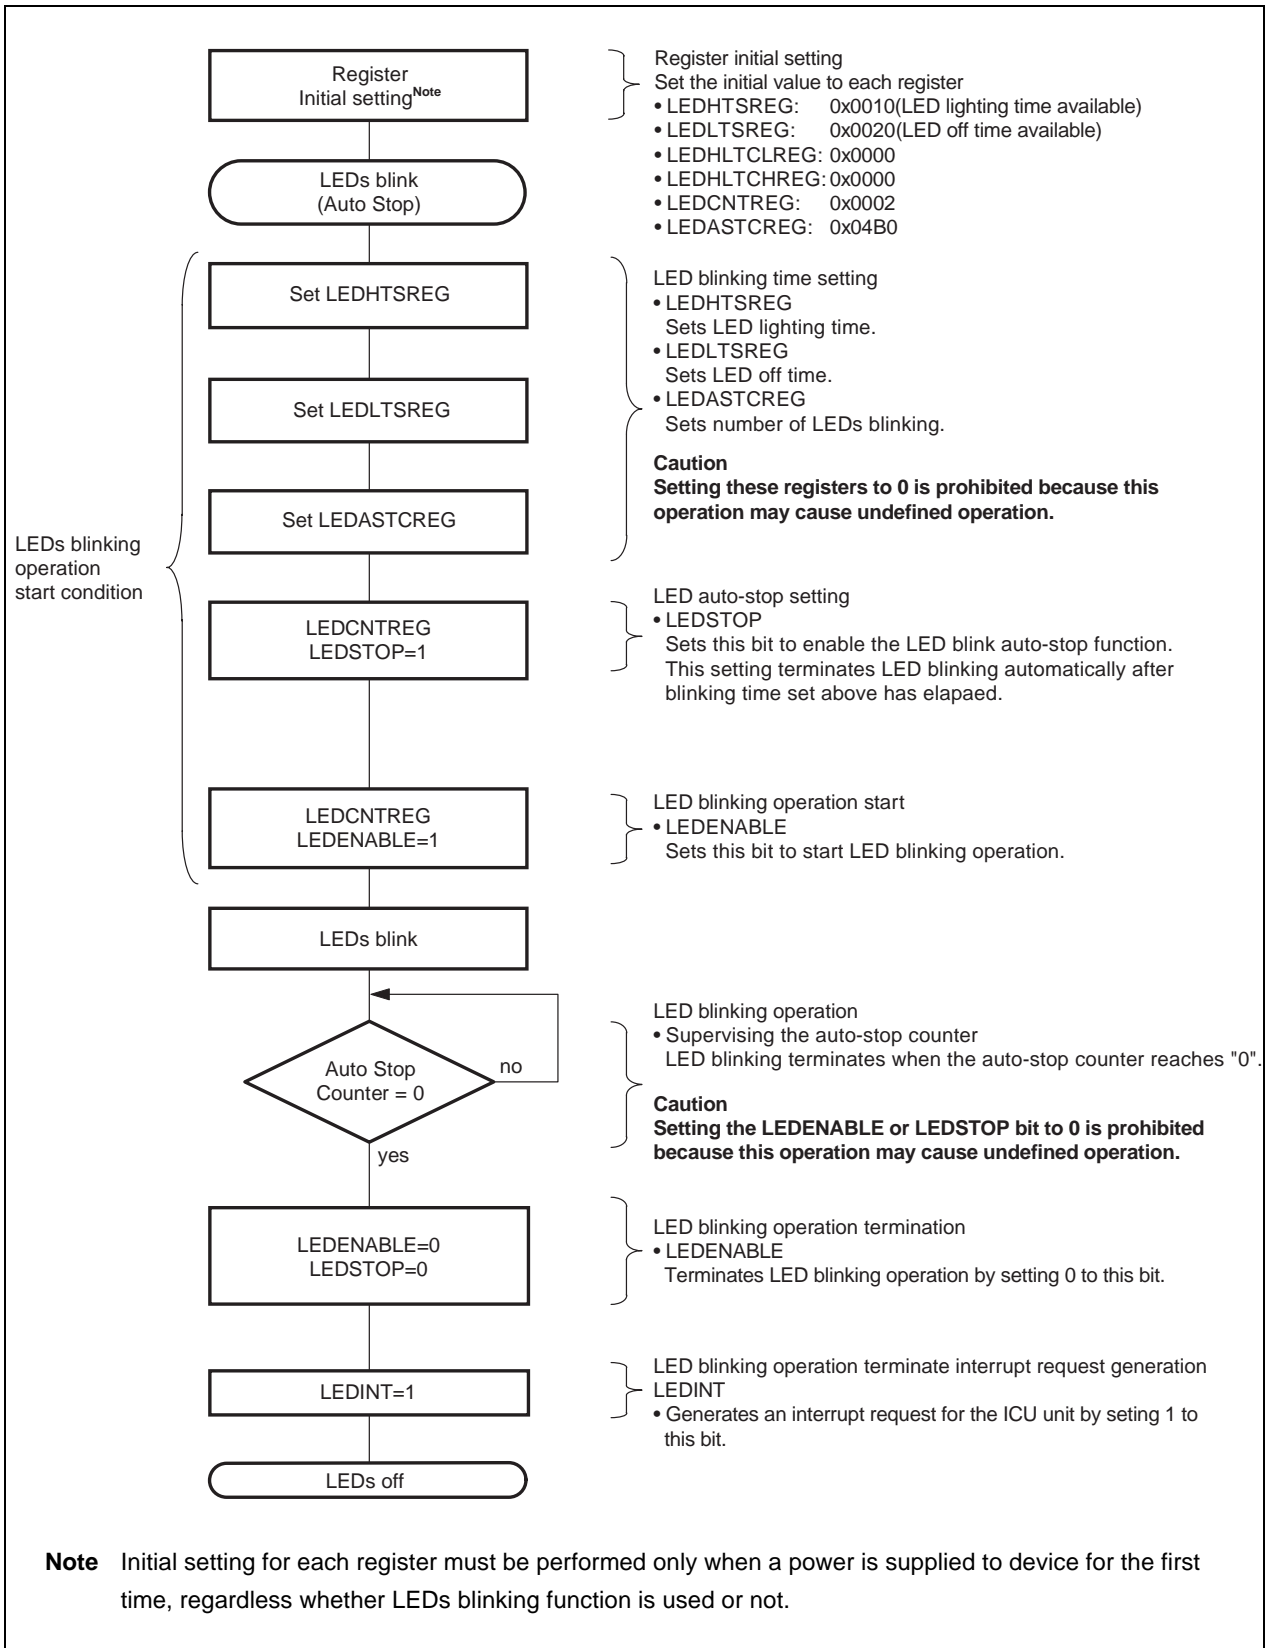 Register
Initial settingNote
Register initial setting
Set the initial value to each register
• LEDHTSREG: 0x0010(LED lighting time available)
• LEDLTSREG: 0x0020(LED off time available)
• LEDHLTCLREG: 0x0000
• LEDHLTCHREG: 0x0000
• LEDCNTREG: 0x0002
• LEDASTCREG: 0x04B0
LEDs blink
(Auto Stop)
LEDs blinking
operation
start condition
Set LEDHTSREG
Set LEDLTSREG
Set LEDASTCREG
LED blinking time setting
• LEDHTSREG
Sets LED lighting time.
• LEDLTSREG
Sets LED off time.
• LEDASTCREG
Sets number of LEDs blinking.
Caution
Setting these registers to 0 is prohibited because this
operation may cause undefined operation.
LEDCNTREG
LEDSTOP=1
LED auto-stop setting
• LEDSTOP
Sets this bit to enable the LED blink auto-stop function.
This setting terminates LED blinking automatically after
blinking time set above has elapaed.
LEDCNTREG
LEDENABLE=1
LED blinking operation start
• LEDENABLE
Sets this bit to start LED blinking operation.
LEDs blink
Auto Stop
Counter = 0
no
yes
LED blinking operation
• Supervising the auto-stop counter
LED blinking terminates when the auto-stop counter reaches "0".
Caution
Setting the LEDENABLE or LEDSTOP bit to 0 is prohibited
because this operation may cause undefined operation.
LEDENABLE=0
LEDSTOP=0
LED blinking operation termination
• LEDENABLE
Terminates LED blinking operation by setting 0 to this bit.
LEDINT=1
LED blinking operation terminate interrupt request generation
LEDINT
• Generates an interrupt request for the ICU unit by seting 1 to
this bit.
LEDs off
Note Initial setting for each register must be performed only when a power is supplied to device for the first
time, regardless whether LEDs blinking function is used or not.